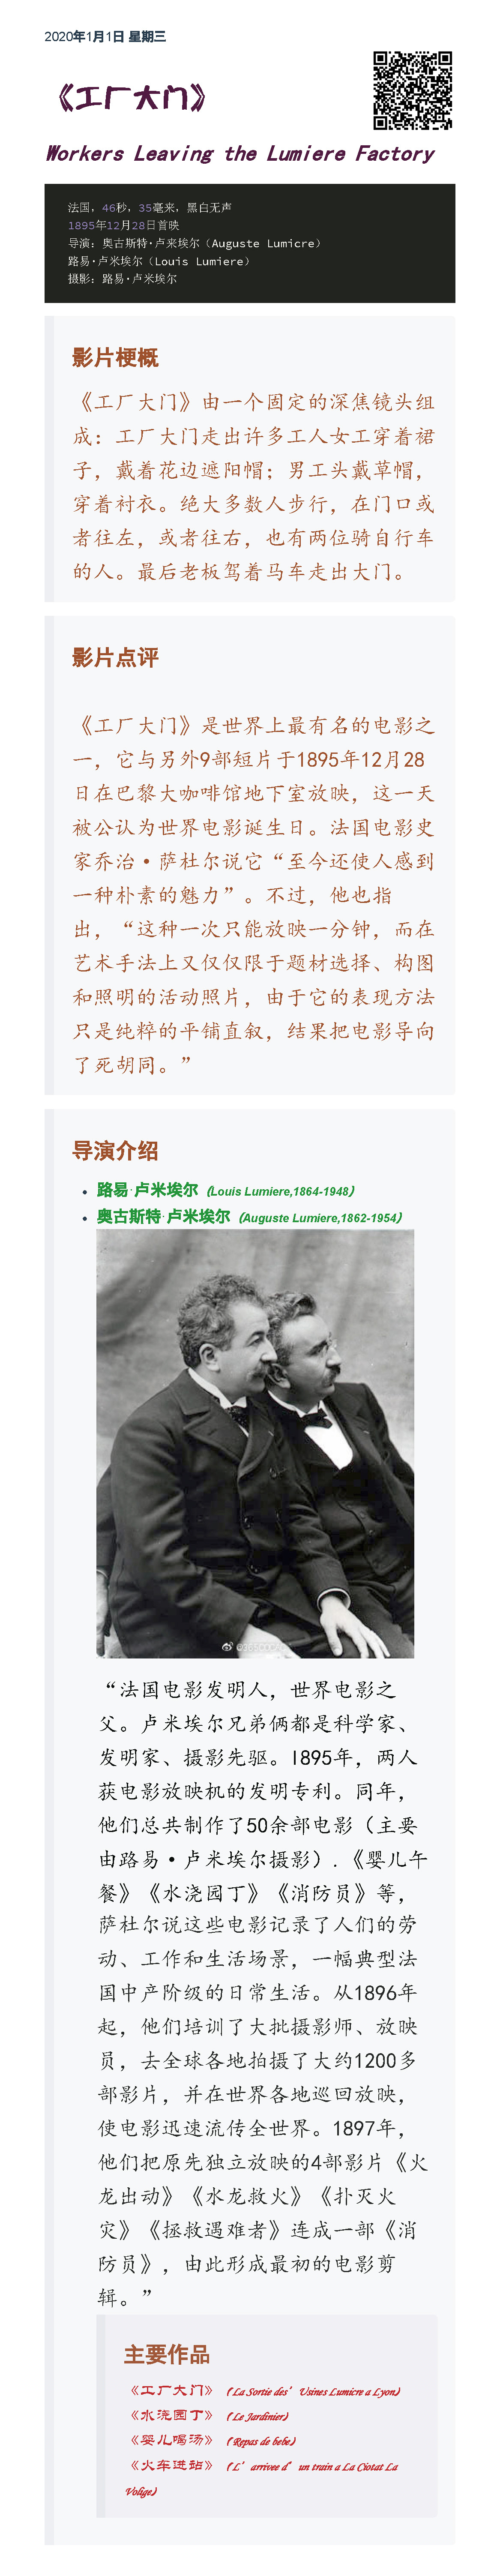 2020年1月1日 星期三
《工厂大门》
Workers Leaving the Lumiere Factory
法国，46秒，35毫米，黑白无声
1895年12月28日首映
导演：奥古斯特·卢米埃尔（Auguste Lumicre）
路易·卢米埃尔（Louis Lumiere）
摄影：路易·卢米埃尔
影片梗概
《工厂大门》由一个固定的深焦镜头组
成：工厂大门走出许多工人女工穿着裙
子，戴着花边遮阳帽；男工头戴草帽，
穿着衬衣。绝大多数人步行，在门口或
者往左，或者往右，也有两位骑自行车
的人。最后老板驾着马车走出大门。
影片点评
《工厂大门》是世界上最有名的电影之
一，它与另外9部短片于1895年12月28
日在巴黎大咖啡馆地下室放映，这一天
被公认为世界电影诞生日。法国电影史
家乔治·萨杜尔说它“至今还使人感到
一种朴素的魅力”。不过，他也指
出，“这种一次只能放映一分钟，而在
艺术手法上又仅仅限于题材选择、构图
和照明的活动照片，由于它的表现方法
只是纯粹的平铺直叙，结果把电影导向
了死胡同。”
导演介绍
• 路易·卢米埃尔（Louis Lumiere,1864-1948）
• 奥古斯特·卢米埃尔（Auguste Lumiere,1862-1954）
“法国电影发明人，世界电影之
父。卢米埃尔兄弟俩都是科学家、
发明家、摄影先驱。1895年，两人
获电影放映机的发明专利。同年，
他们总共制作了50余部电影（主要
由路易·卢米埃尔摄影）.《婴儿午
餐》《水浇园丁》《消防员》等，
萨杜尔说这些电影记录了人们的劳
动、工作和生活场景，一幅典型法
国中产阶级的日常生活。从1896年
起，他们培训了大批摄影师、放映
员，去全球各地拍摄了大约1200多
部影片，并在世界各地巡回放映，
使电影迅速流传全世界。1897年，
他们把原先独立放映的4部影片《火
龙出动》《水龙救火》《扑灭火
灾》《拯救遇难者》连成一部《消
防员》，由此形成最初的电影剪
辑。”
主要作品
《工厂大门》（La Sortie des’Usines Lumicre a Lyon）
《水浇园丁》（Le Jardinier）
《婴儿喝汤》（Repas de bebe）
《火车进站》（L’arrivee d’un train a La Ciotat La
Volige）